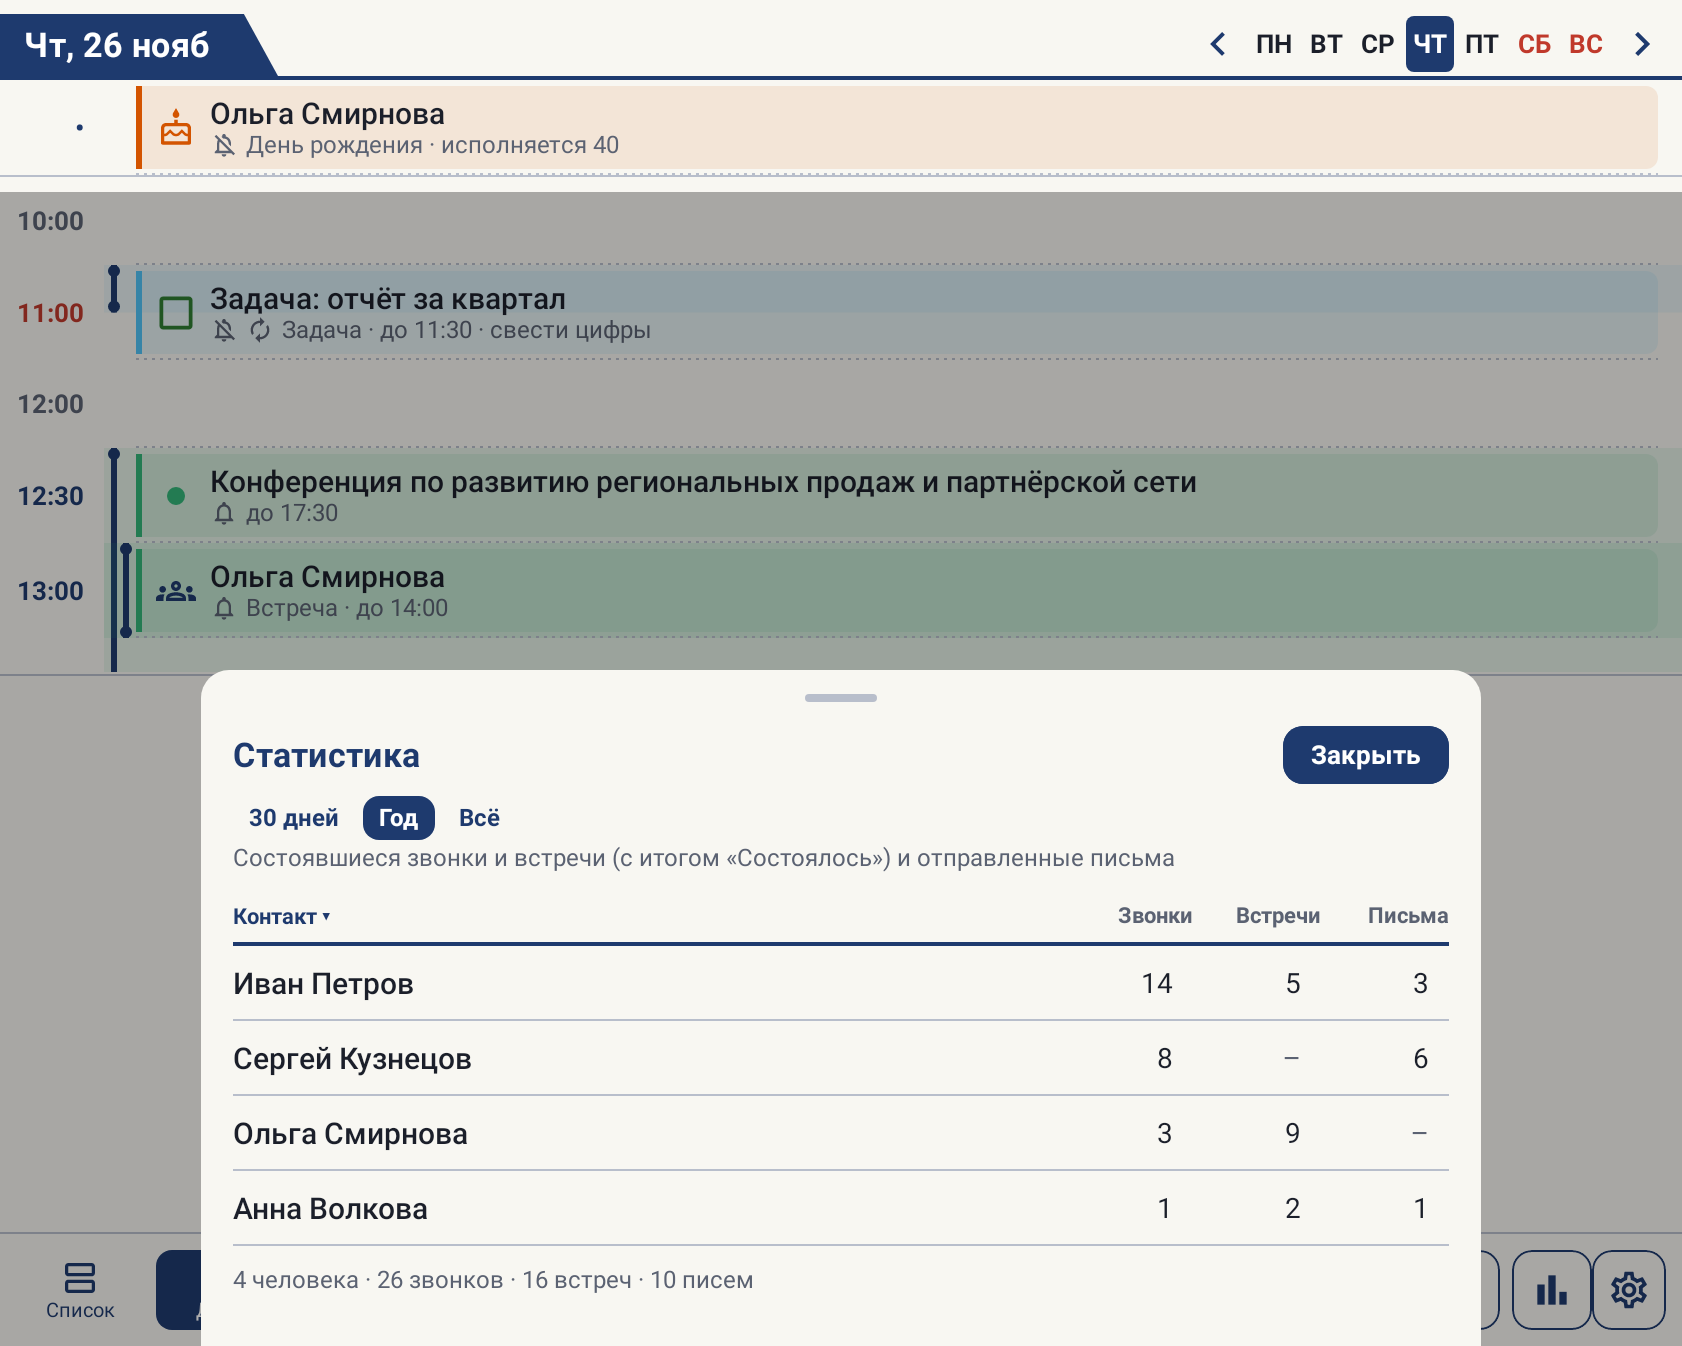 Чт, 26 нояб
ПН ВТ СР ЧТ ПТ СБ ВС
Ольга Смирнова
День рождения · исполняется 40
10:00
11:00
Задача: отчёт за квартал
Задача · до 11:30 · свести цифры
12:00
12:30
Конференция по развитию региональных продаж и партнёрской сети
до 17:30
13:00
Ольга Смирнова
Встреча · до 14:00
Статистика
Закрыть
30 дней Год Всё
Состоявшиеся звонки и встречи (с итогом «Состоялось») и отправленные письма
Контакт ▾ Звонки Встречи Письма
Иван Петров 14 5 3
Сергей Кузнецов 8 – 6
Ольга Смирнова 3 9 –
Анна Волкова 1 2 1
4 человека · 26 звонков · 16 встреч · 10 писем
Список